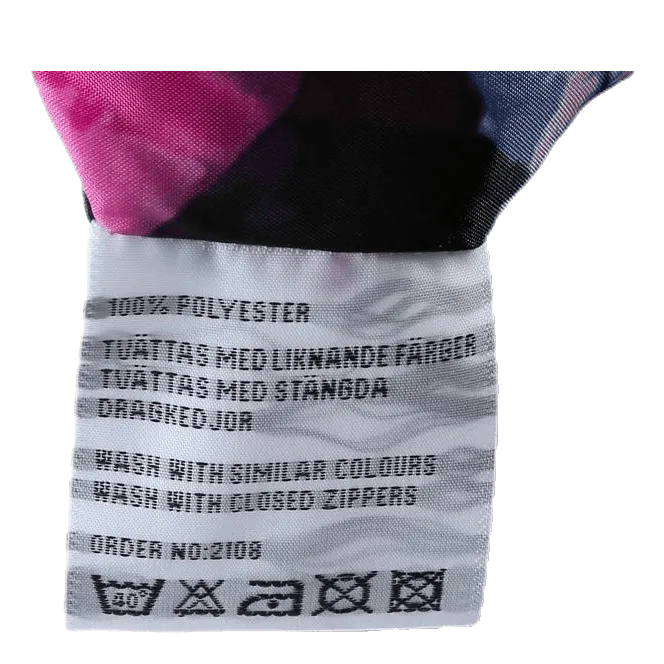 100% POLYESTER
TVÄTTAS MED LIKNANDE FÄRGER
TVÄTTAS MED STÄNGDA
DRAGKEDJOR
WASH WITH SIMILAR COLOURS
WASH WITH CLOSED ZIPPERS
ORDER NO:2108
40°